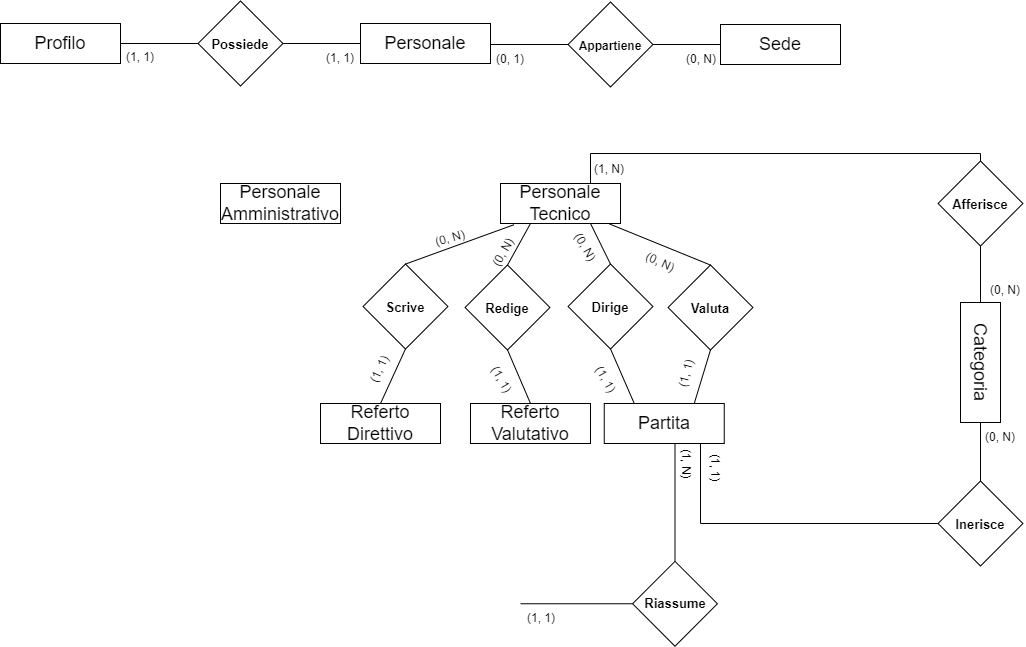 Profilo
(1, 1)
Possiede
(1, 1)
Personale
(0, 1)
Appartiene
(0, N)
Sede
(1, N)
Personale
Amministrativo
Personale
Tecnico
Afferisce
(0, N)
(0, N)
(0, N)
(0, N)
(0, N)
Scrive
Redige
Dirige
Valuta
Categoria
(1, 1)
(1, 1)
(1, 1)
(1, 1)
Referto
Direttivo
Referto
Valutativo
Partita
(0, N)
(1, N)
(1, 1)
Inerisce
Riassume
(1, 1)